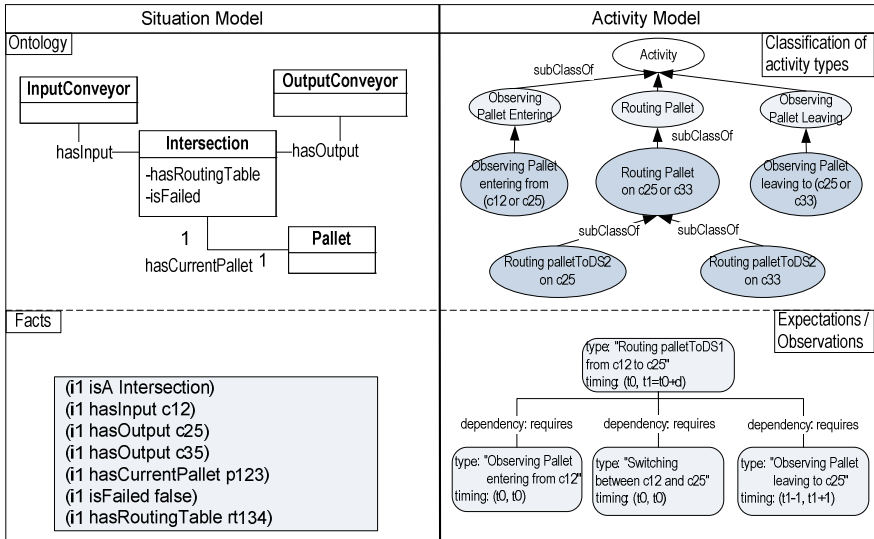 Situation Model
Activity Model
Ontology
InputConveyor
OutputConveyor
hasInput
Intersection
-hasRoutingTable
-isFailed
hasOutput
1
hasCurrentPallet
1
Pallet
Classification of
activity types
Activity
subClassOf
Observing
Pallet Entering
Routing Pallet
Observing
Pallet Leaving
subClassOf
Observing Pallet
entering from
(c12 or c25)
Routing Pallet
on c25 or c33
Observing Pallet
leaving to (c25 or
c33)
subClassOf
subClassOf
Routing palletToDS2
on c25
Routing palletToDS2
on c33
Facts
(i1 isA Intersection)
(i1 hasInput c12)
(i1 hasOutput c25)
(i1 hasOutput c35)
(i1 hasCurrentPallet p123)
(i1 isFailed false)
(i1 hasRoutingTable rt134)
Expectations /
Observations
type: "Routing palletToDS1
from c12 to c25"
timing: (t0, t1=t0+d)
dependency: requires
dependency: requires
dependency: requires
type: "Observing Pallet
entering from c12"
timing: (t0, t0)
type: "Switching
between c12 and c25"
timing: (t0, t0)
type: "Observing Pallet
leaving to c25"
timing: (t1-1, t1+1)